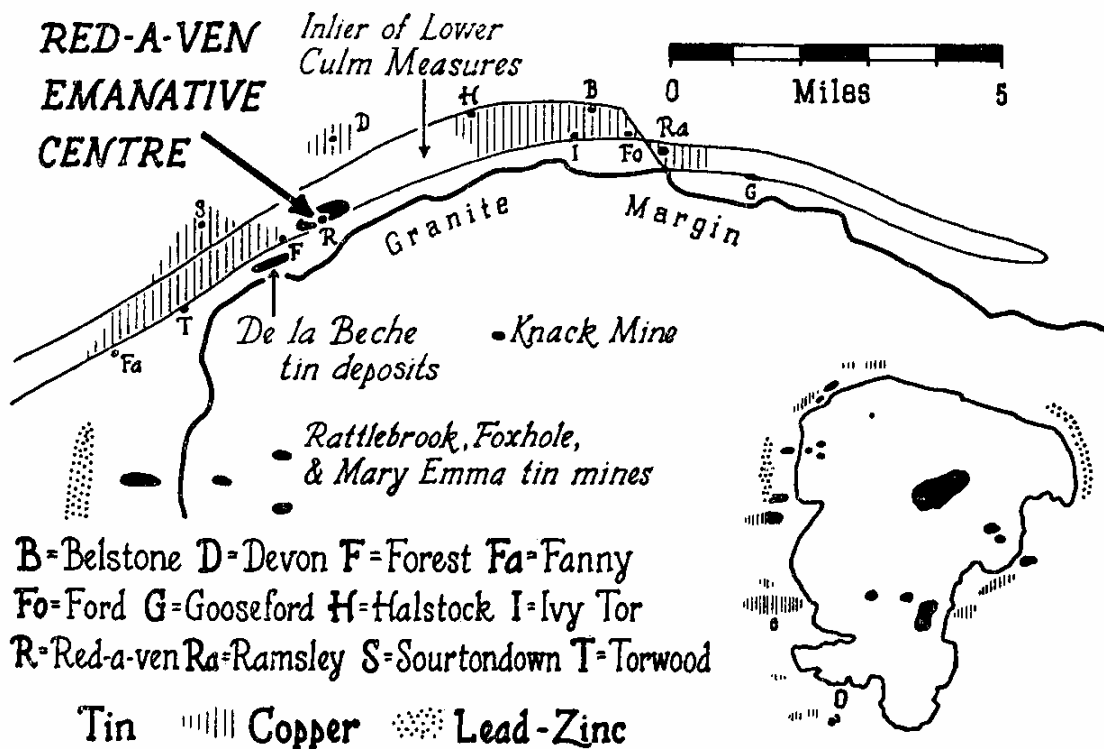 RED-A-VEN
EMANATIVE
CENTRE
Inlier of Lower
Culm Measures
0 Miles 5
H
B
D
Ra
I
Fo
G
S
R
F
T
Fa
Granite Margin
De la Beche
tin deposits
Knack Mine
Rattlebrook, Foxhole,
& Mary Emma tin mines
B=Belstone D=Devon F=Forest Fa=Fanny
Fo=Ford G=Gooseford H=Halstock I=Ivy Tor
R=Red-a-ven Ra=Ramsley S=Sourtondown T=Torwood
Tin Copper Lead-Zinc